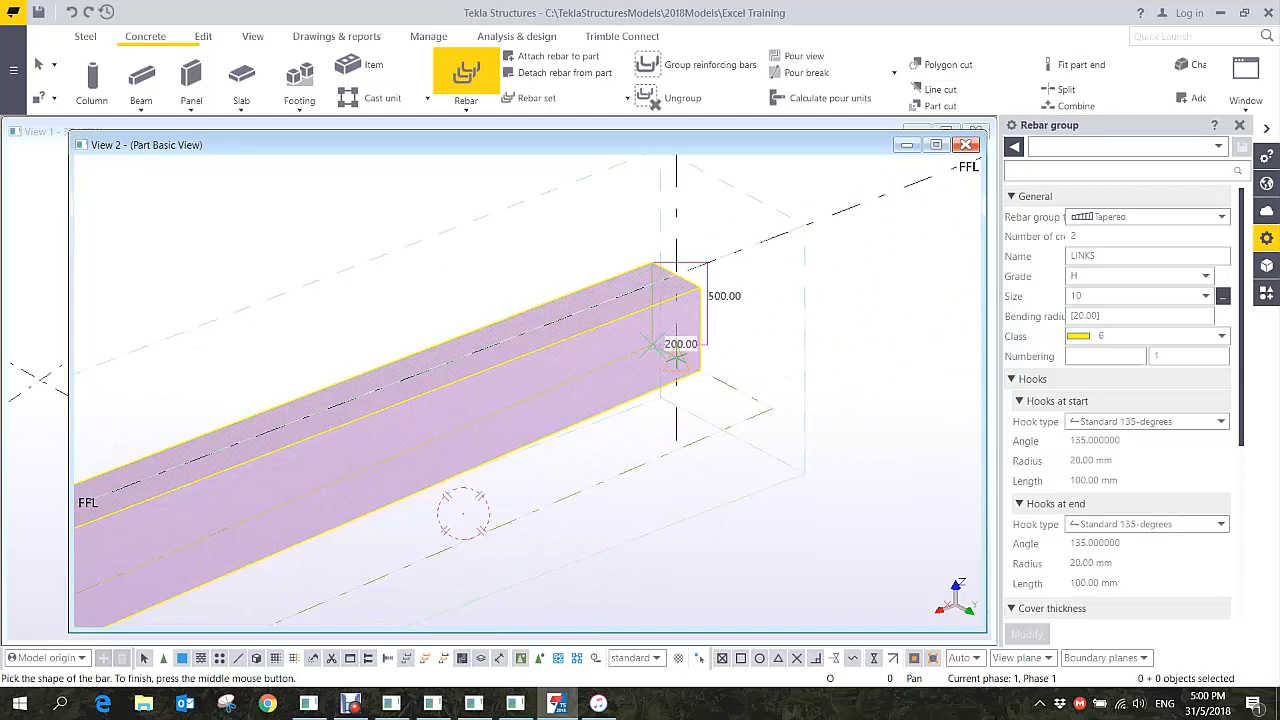 Tekla Structures - C:\TeklaStructuresModels\2018Models\Excel Training
Log in
Steel
Concrete
Edit
View
Drawings & reports
Manage
Analysis & design
Trimble Connect
Quick Launch
Column
Beam
Panel
Slab
Footing
Item
Cast unit
Rebar
Attach rebar to part
Detach rebar from part
Rebar set
Group reinforcing bars
Ungroup
Pour view
Pour break
Calculate pour units
Polygon cut
Line cut
Part cut
Fit part end
Split
Combine
Cha
Add
Window
View 1 - 3
View 2 - (Part Basic View)
FFL
500.00
200.00
FFL
Z
Rebar group
General
Rebar group t
Tapered
Number of cr
2
Name
LINKS
Grade
H
Size
10
Bending radiu
[20.00]
Class
6
Numbering
1
Hooks
Hooks at start
Hook type
Standard 135-degrees
Angle
135.000000
Radius
20.00 mm
Length
100.00 mm
Hooks at end
Hook type
Standard 135-degrees
Angle
135.000000
Radius
20.00 mm
Length
100.00 mm
Cover thickness
Modify
Model origin
standard
Auto
View plane
Boundary planes
Pick the shape of the bar. To finish, press the middle mouse button.
O
0
Pan
Current phase: 1, Phase 1
0 + 0 objects selected
ENG
5:00 PM
31/5/2018